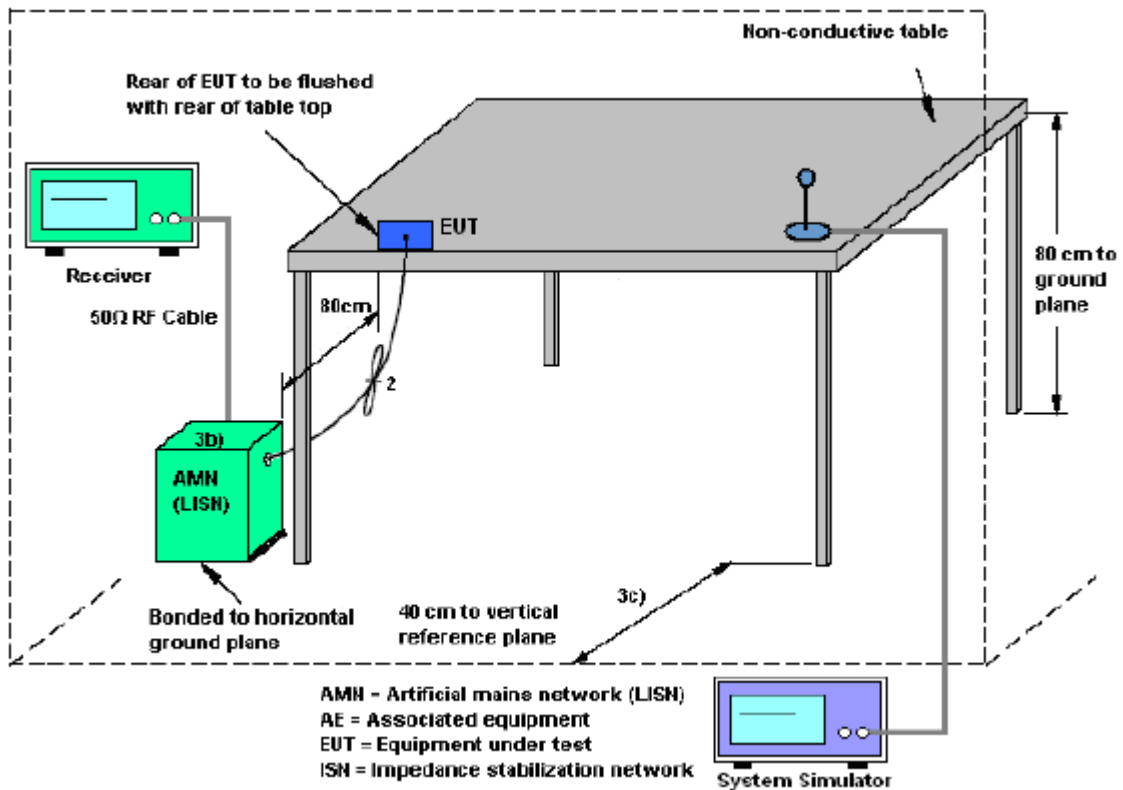 Non-conductive table
Rear of EUT to be flushed
with rear of table top
EUT
Receiver
80 cm to
ground
plane
50Ω RF Cable
80cm
2
3b)
AMN
(LISN)
3c)
Bonded to horizontal
ground plane
40 cm to vertical
reference plane
AMN = Artificial mains network (LISN)
AE = Associated equipment
EUT = Equipment under test
ISN = Impedance stabilization network
System Simulator